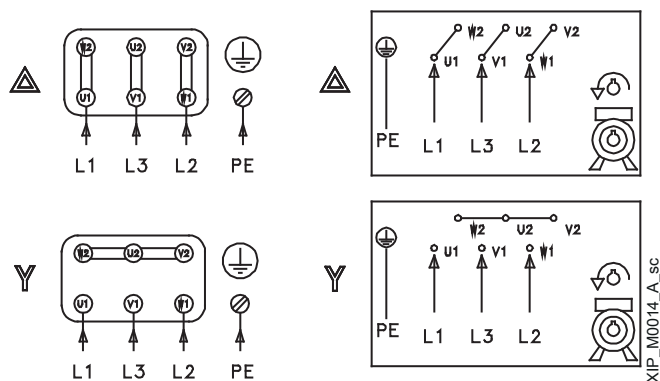 W2 U2 V2
U1 V1 W1
L1 L3 L2 PE
W2 U2 V2
U1 V1 W1
PE L1 L3 L2
W2 U2 V2
U1 V1 W1
L1 L3 L2 PE
W2 U2 V2
U1 V1 W1
PE L1 L3 L2
Y
Y
XIP_M0014_A_sc